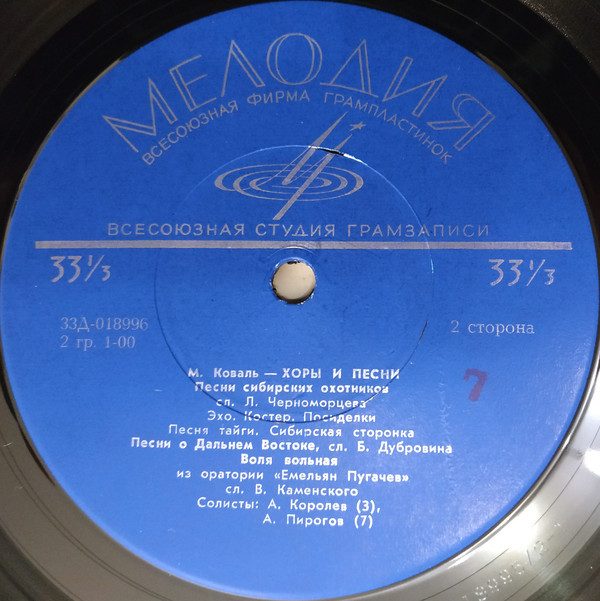 МЕЛОДИЯ
ВСЕСОЮЗНАЯ ФИРМА ГРАМПЛАСТИНОК
ВСЕСОЮЗНАЯ СТУДИЯ ГРАМЗАПИСИ
33 1/3 33 1/3
33Д-018996
2 гр. 1-00
2 сторона
М. Коваль — ХОРЫ И ПЕСНИ
Песни сибирских охотников
сл. Л. Черноморцева
Эхо. Костер. Посиделки
Песня тайги. Сибирская сторонка
Песни о Дальнем Востоке, сл. Б. Дубровина
Воля вольная
из оратории «Емельян Пугачев»
сл. В. Каменского
Солисты: А. Королев (3),
А. Пирогов (7)
7